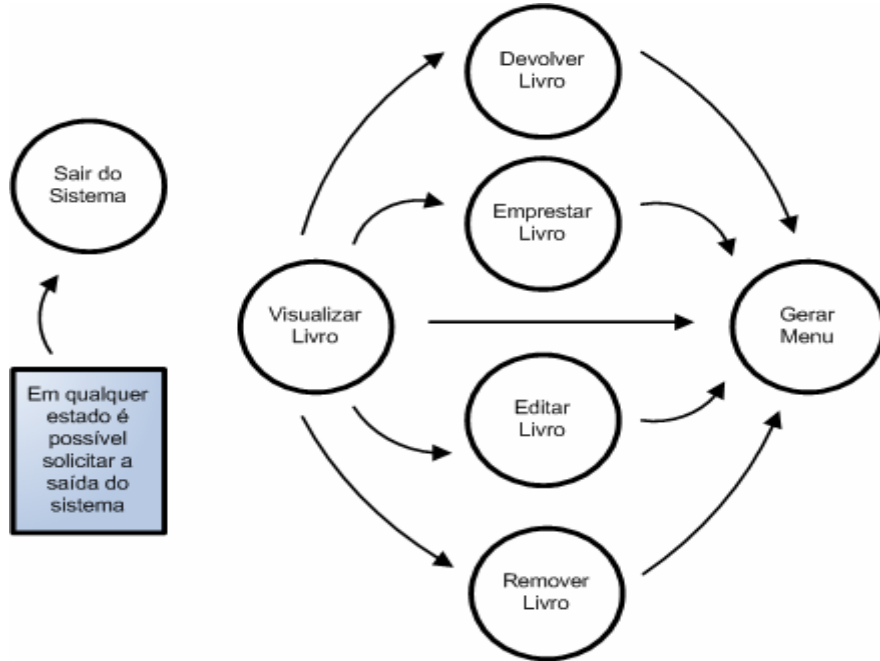 Devolver
Livro
Sair do
Sistema
Emprestar
Livro
Visualizar
Livro
Gerar
Menu
Em qualquer
estado é
possível
solicitar a
saída do
sistema
Editar
Livro
Remover
Livro